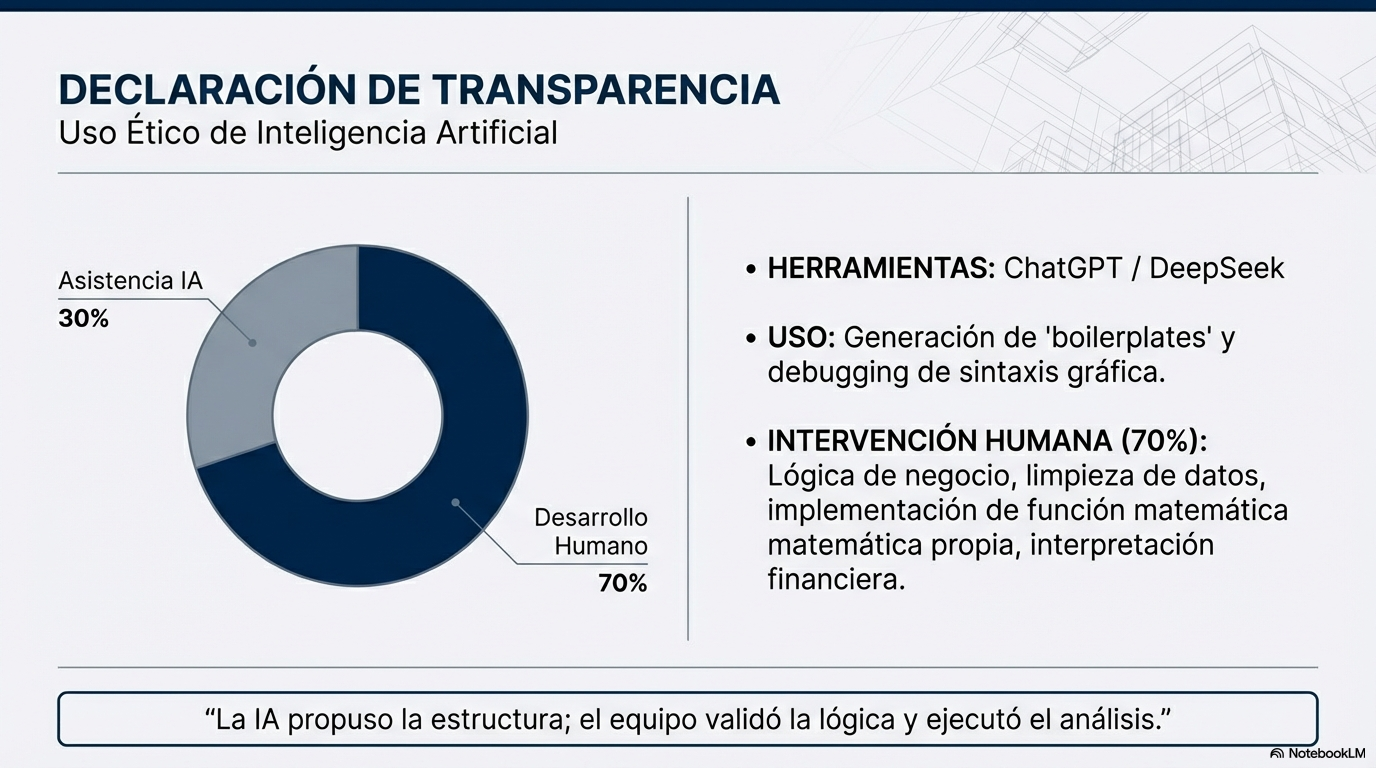 DECLARACIÓN DE TRANSPARENCIA
Uso Ético de Inteligencia Artificial
Asistencia IA
30%
Desarrollo
Humano
70%
• HERRAMIENTAS: ChatGPT / DeepSeek
• USO: Generación de 'boilerplates' y
debugging de sintaxis gráfica.
• INTERVENCIÓN HUMANA (70%):
Lógica de negocio, limpieza de datos,
implementación de función matemática
matemática propia, interpretación
financiera.
“La IA propuso la estructura; el equipo validó la lógica y ejecutó el análisis.”
NotebookLM